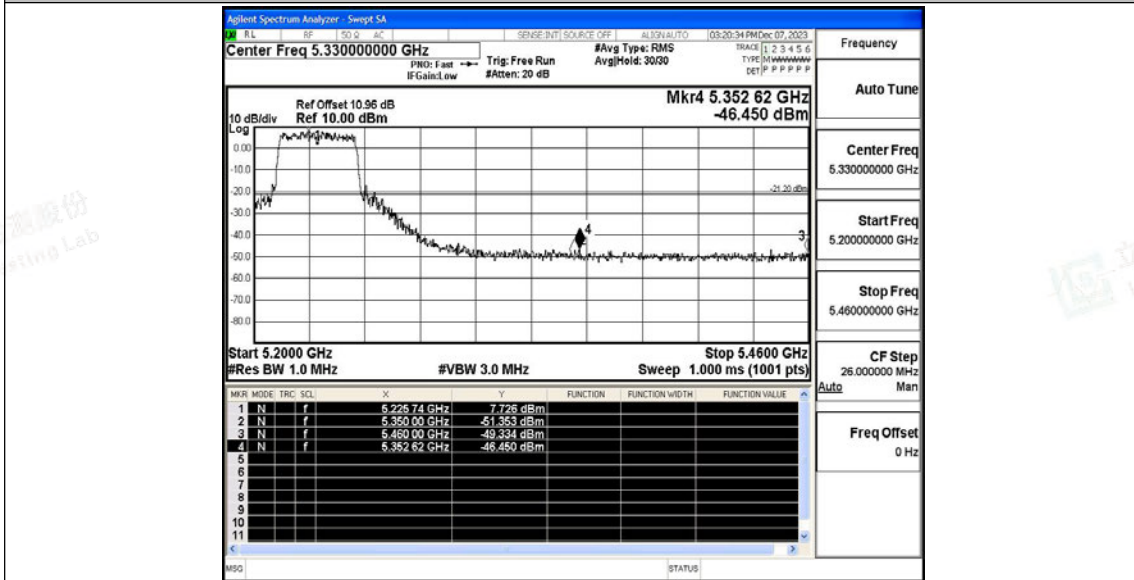 Agilent Spectrum Analyzer - Swept SA
RL RF 50 Ω AC SENSE:INT SOURCE OFF ALIGN AUTO 03:20:34 PM Dec 07, 2023
Center Freq 5.330000000 GHz
PNO: Fast
IFGain:Low
Trig: Free Run
#Atten: 20 dB
#Avg Type: RMS
Avg|Hold: 30/30
TRACE 1 2 3 4 5 6
TYPE M
DET P P P P P P
Frequency
Mkr4 5.352 62 GHz
-46.450 dBm
Ref Offset 10.96 dB
Ref 10.00 dBm
10 dB/div
Log
0.00
-10.0
-20.0
-30.0
-40.0
-50.0
-60.0
-70.0
-80.0
-21.20 dBm
4
3
Start 5.2000 GHz
Stop 5.4600 GHz
#Res BW 1.0 MHz
#VBW 3.0 MHz
Sweep 1.000 ms (1001 pts)
MKR MODE TRC SCL X Y FUNCTION FUNCTION WIDTH FUNCTION VALUE
1 N f 5.225 74 GHz 7.726 dBm
2 N f 5.350 00 GHz -51.353 dBm
3 N f 5.460 00 GHz -49.334 dBm
4 N f 5.352 62 GHz -46.450 dBm
5
6
7
8
9
10
11
MSG
STATUS
Auto Tune
Center Freq
5.330000000 GHz
Start Freq
5.200000000 GHz
Stop Freq
5.460000000 GHz
CF Step
26.000000 MHz
Auto Man
Freq Offset
0 Hz
股份
sting Lab
立